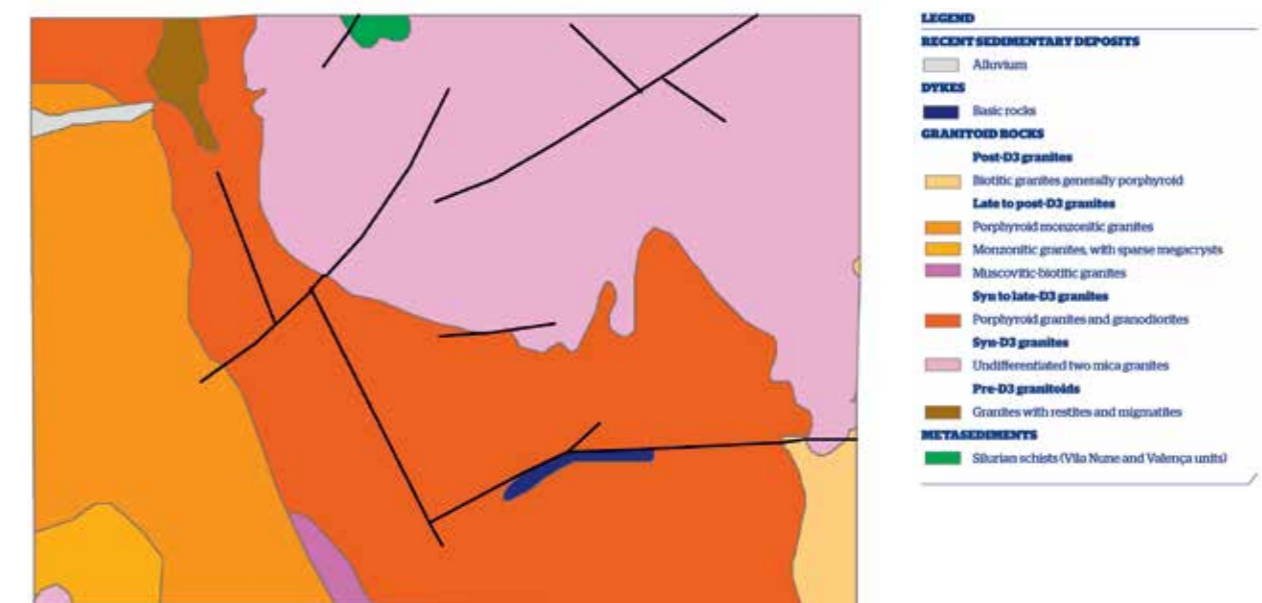 LEGEND
RECENT SEDIMENTARY DEPOSITS
Alluvium
DYKES
Basic rocks
GRANITOID ROCKS
Post-D3 granites
Biotitic granites generally porphyroid
Late to post-D3 granites
Porphyroid monzonitic granites
Monzonitic granites, with sparse megacrysts
Muscovitic-biotitic granites
Syn to late-D3 granites
Porphyroid granites and granodiorites
Syn-D3 granites
Undifferentiated two mica granites
Pre-D3 granitoids
Granites with restites and migmatites
METASEDIMENTS
Silurian schists (Vila Nune and Valença units)